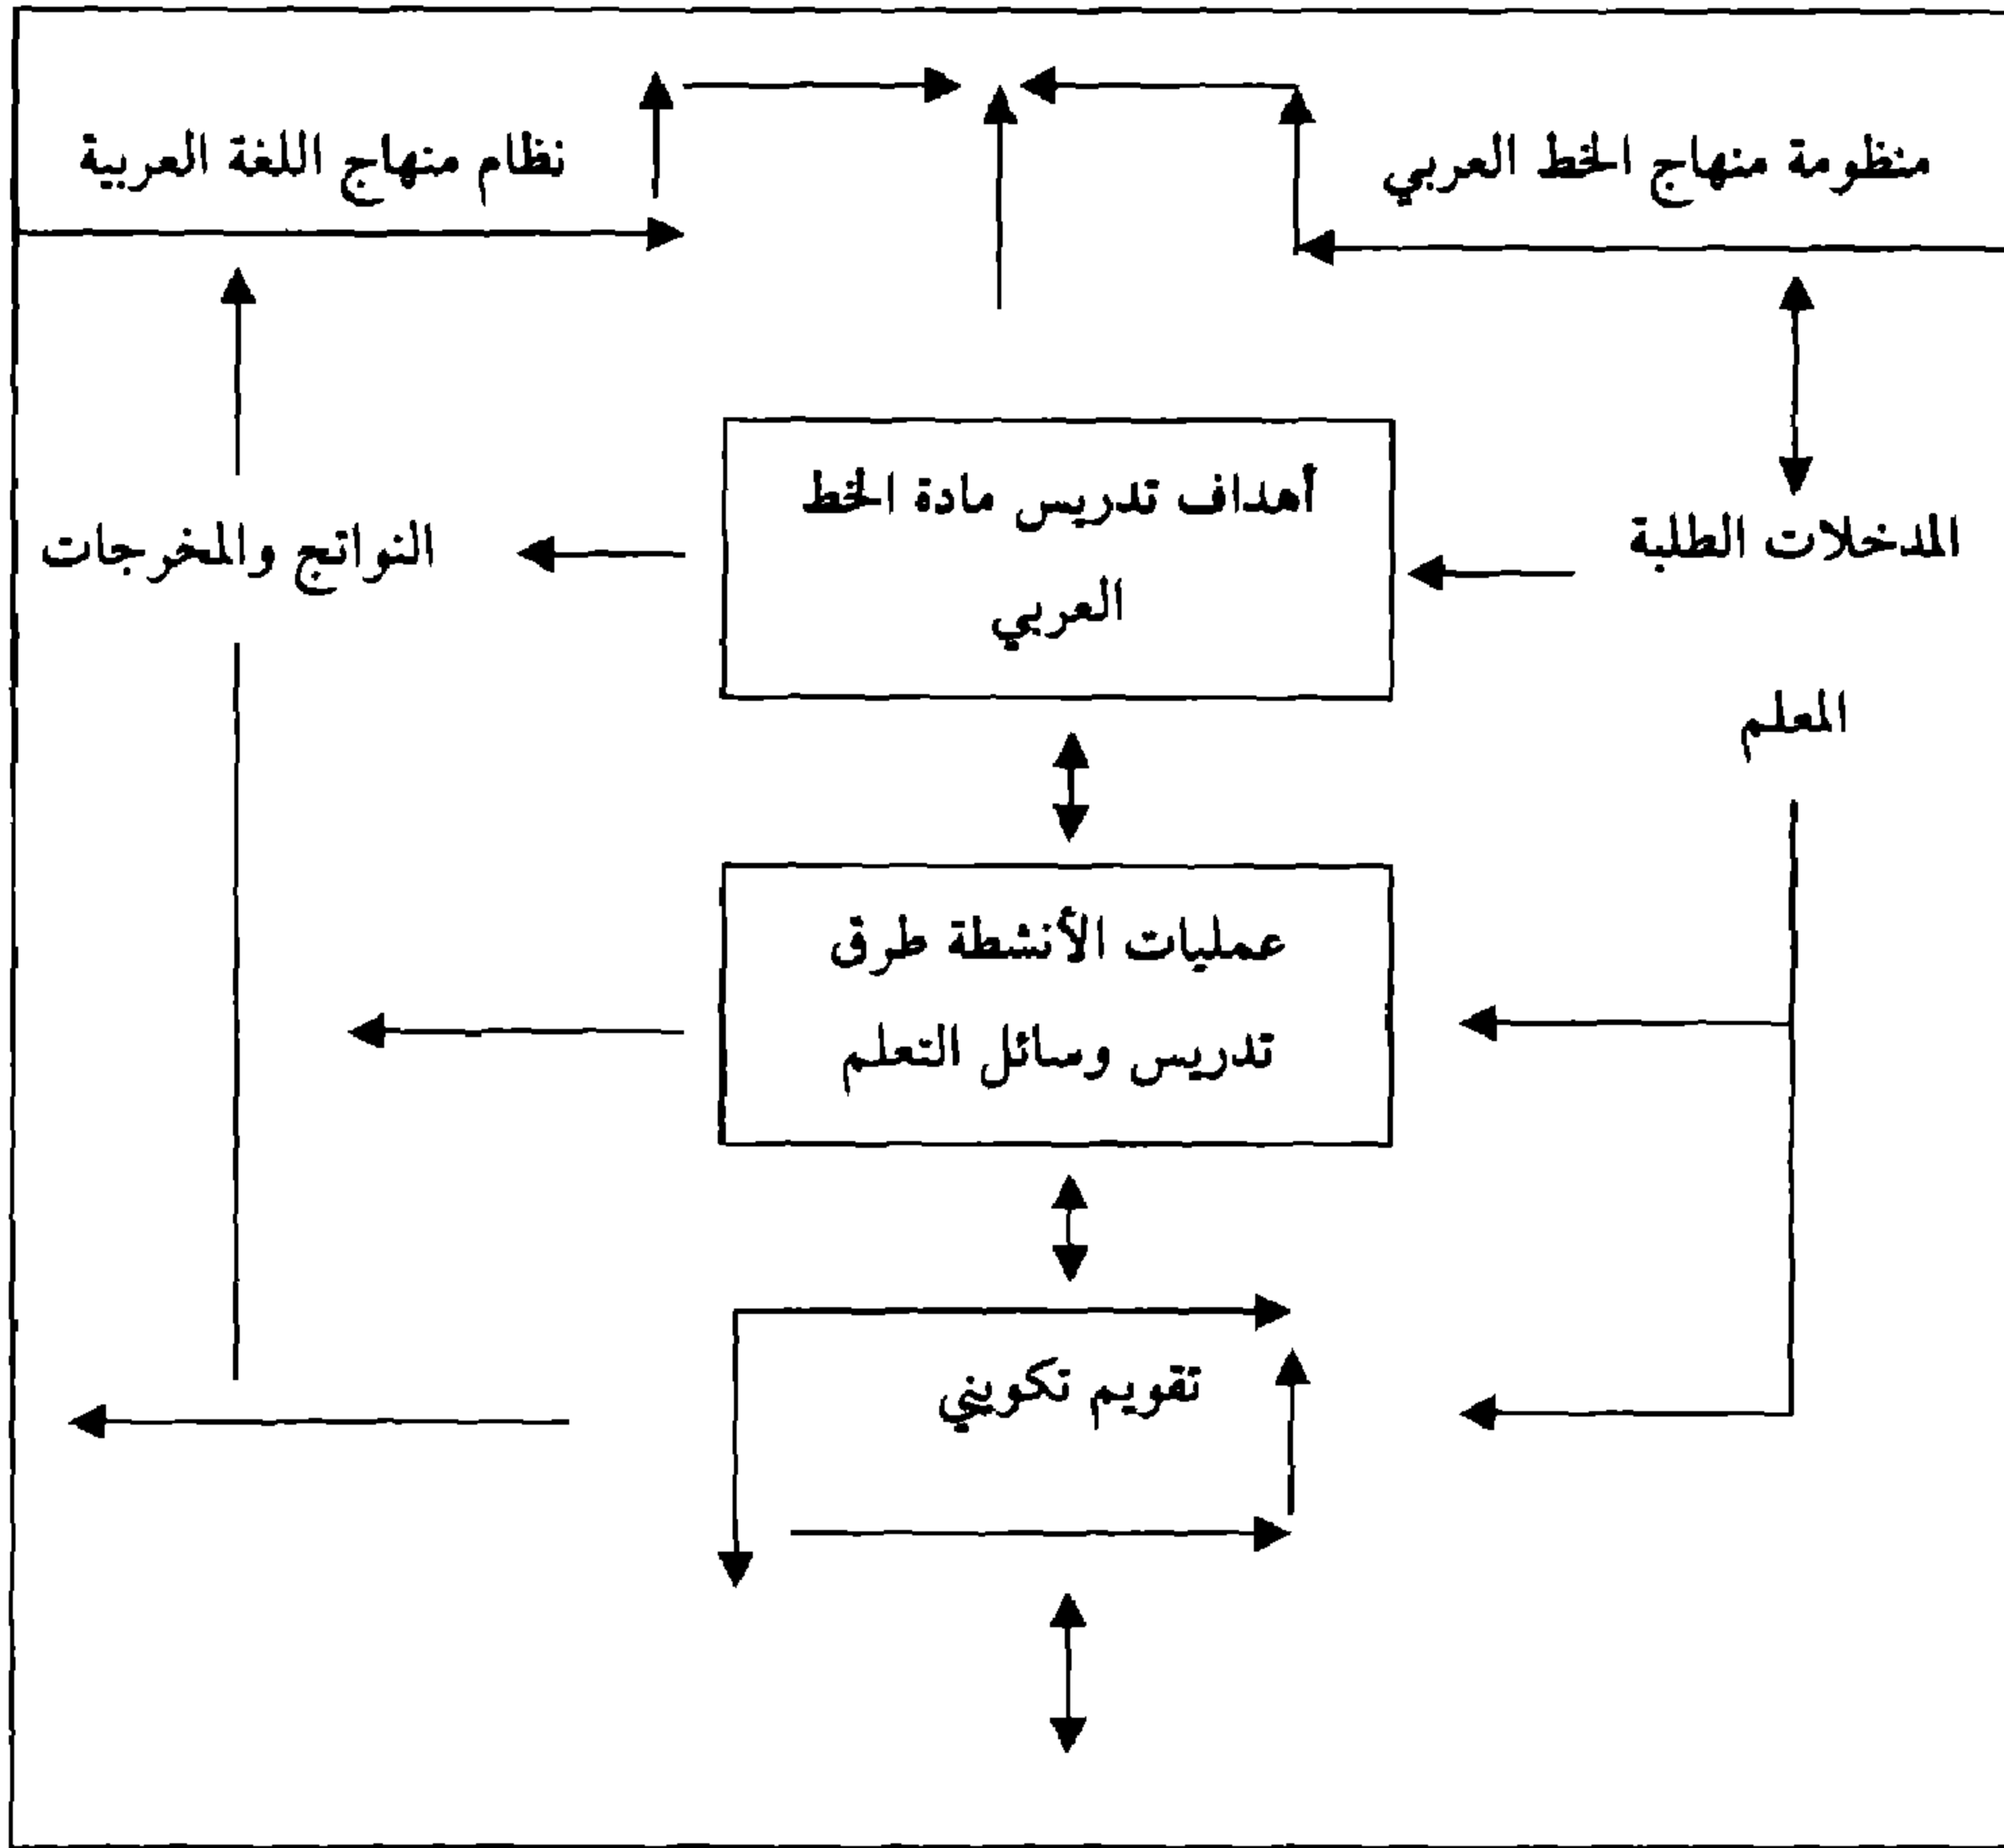 منظومة منهاج الخط العربي
نظام منهاج اللغة العربية
أهداف تدريس مادة الخط
العربي
المدخلات الطلبة
النواتج والمخرجات
المعلم
عمليات الأنشطة طرق
تدريس وسائل التعلم
تقويم تكويني